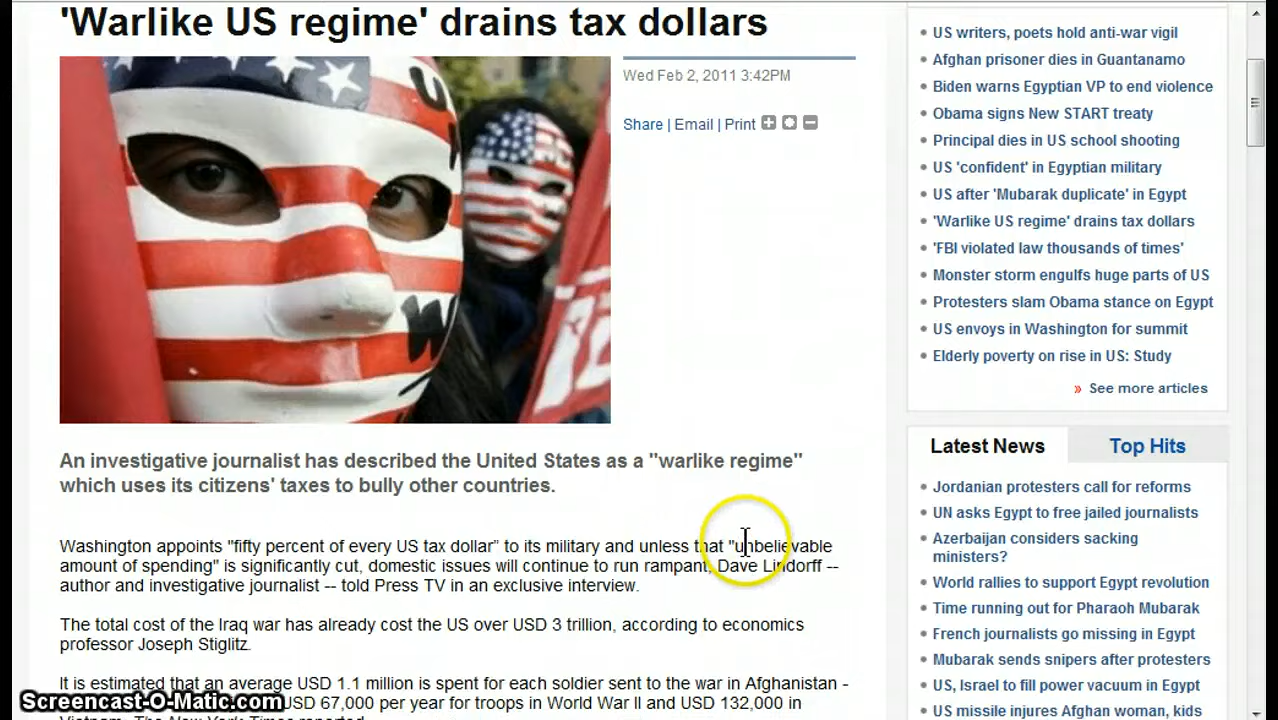 'Warlike US regime' drains tax dollars
Wed Feb 2, 2011 3:42PM
Share | Email | Print
An investigative journalist has described the United States as a "warlike regime"
which uses its citizens' taxes to bully other countries.
Washington appoints "fifty percent of every US tax dollar" to its military and unless that "unbelievable
amount of spending" is significantly cut, domestic issues will continue to run rampant, Dave Lindorff --
author and investigative journalist -- told Press TV in an exclusive interview.
The total cost of the Iraq war has already cost the US over USD 3 trillion, according to economics
professor Joseph Stiglitz.
It is estimated that an average USD 1.1 million is spent for each soldier sent to the war in Afghanistan -
USD 67,000 per year for troops in World War II and USD 132,000 in
Vietnam, The New York Times reported.
US writers, poets hold anti-war vigil
Afghan prisoner dies in Guantanamo
Biden warns Egyptian VP to end violence
Obama signs New START treaty
Principal dies in US school shooting
US 'confident' in Egyptian military
US after 'Mubarak duplicate' in Egypt
'Warlike US regime' drains tax dollars
'FBI violated law thousands of times'
Monster storm engulfs huge parts of US
Protesters slam Obama stance on Egypt
US envoys in Washington for summit
Elderly poverty on rise in US: Study
» See more articles
Latest News Top Hits
Jordanian protesters call for reforms
UN asks Egypt to free jailed journalists
Azerbaijan considers sacking
ministers?
World rallies to support Egypt revolution
Time running out for Pharaoh Mubarak
French journalists go missing in Egypt
Mubarak sends snipers after protesters
US, Israel to fill power vacuum in Egypt
US missile injures Afghan woman, kids
Screencast-O-Matic.com